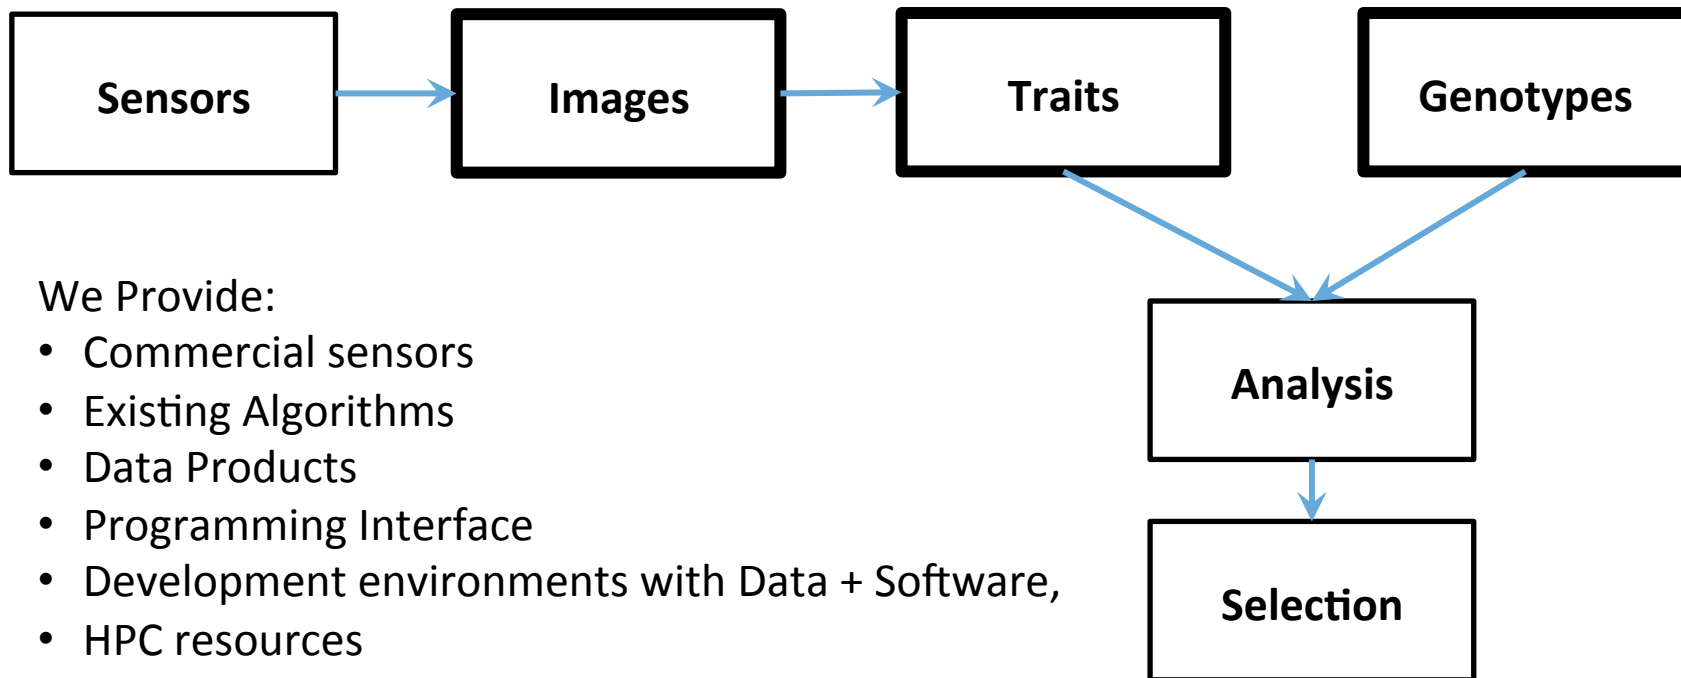 Sensors
Images
Traits
Genotypes
We Provide:
• Commercial sensors
• Existing Algorithms
• Data Products
• Programming Interface
• Development environments with Data + Software,
• HPC resources
Analysis
Selection